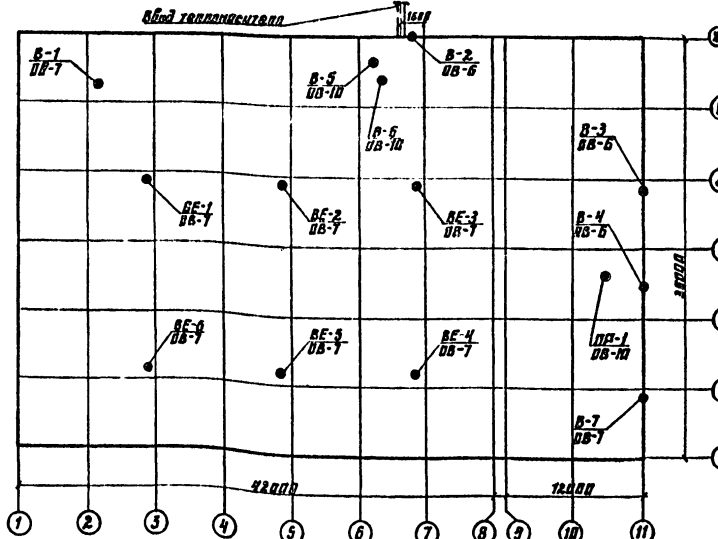 Ввод теплоносителя
1600
В-1
ОВ-7
В-2
ОВ-6
В-5
ОВ-10
В-6
ОВ-10
В-3
ОВ-6
ВЕ-1
ОВ-7
ВЕ-2
ОВ-7
ВЕ-3
ОВ-7
В-4
ОВ-6
ВЕ-6
ОВ-7
ВЕ-5
ОВ-7
ВЕ-4
ОВ-7
ОВ-10
В-7
ОВ-7
42000
12000
1
2
3
4
5
6
7
8
9
10
11